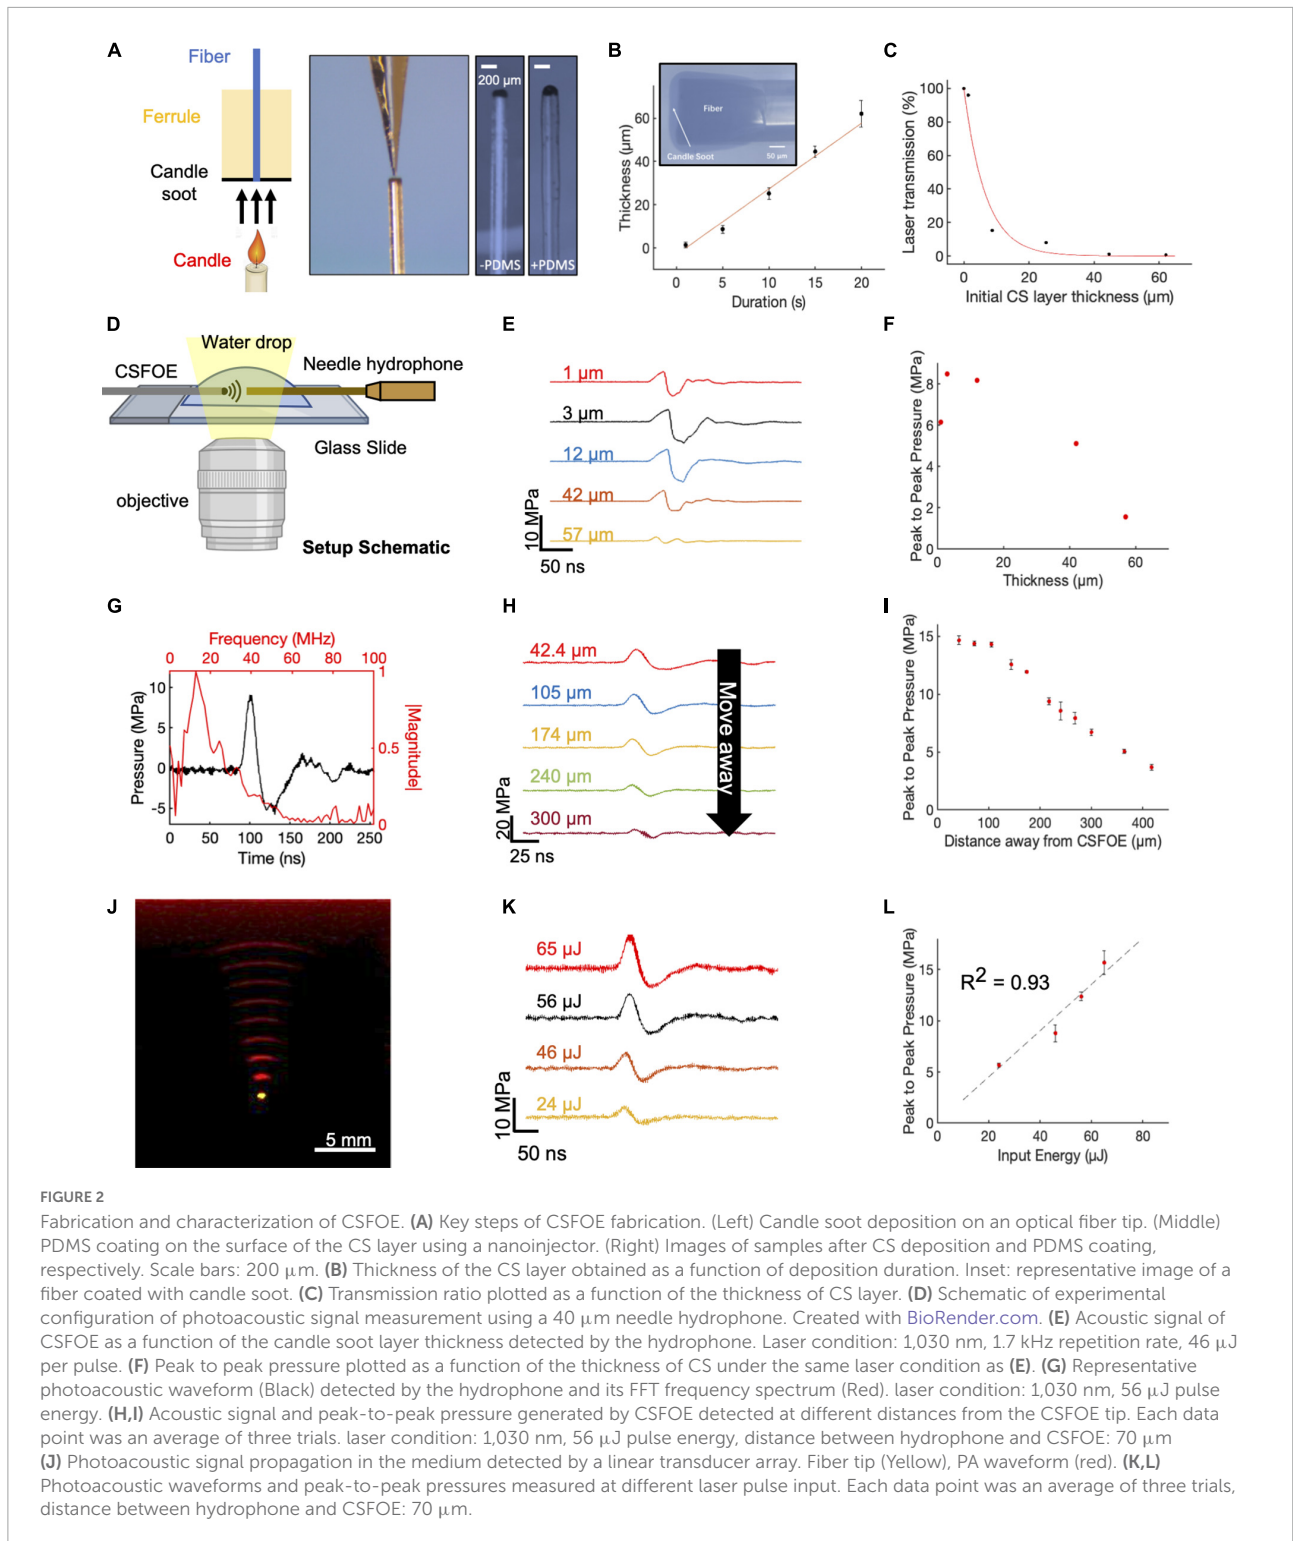 A
Fiber
Ferrule
Candle
soot
Candle
200 µm
-PDMS
+PDMS
B
Thickness (µm)
60
40
20
0
Fiber
Candle Soot
50 µm
0 5 10 15 20
Duration (s)
C
Laser transmission (%)
100
80
60
40
20
0
0 20 40 60
Initial CS layer thickness (µm)
D
Water drop
CSFOE
Needle hydrophone
Glass Slide
objective
Setup Schematic
E
1 µm
3 µm
12 µm
42 µm
57 µm
10 MPa
50 ns
F
Peak to Peak Pressure (MPa)
8
6
4
2
0
0 20 40 60
Thickness (µm)
G
Frequency (MHz)
0 20 40 60 80 100
Pressure (MPa)
10
5
0
-5
1
0.5
0
|Magnitude|
0 50 100 150 200 250
Time (ns)
H
42.4 µm
105 µm
174 µm
240 µm
300 µm
Move away
20 MPa
25 ns
I
Peak to Peak Pressure (MPa)
15
10
5
0
0 100 200 300 400
Distance away from CSFOE (µm)
J
5 mm
K
65 µJ
56 µJ
46 µJ
24 µJ
10 MPa
50 ns
L
Peak to Peak Pressure (MPa)
15
10
5
0
R² = 0.93
0 20 40 60 80
Input Energy (µJ)
FIGURE 2
Fabrication and characterization of CSFOE. (A) Key steps of CSFOE fabrication. (Left) Candle soot deposition on an optical fiber tip. (Middle)
PDMS coating on the surface of the CS layer using a nanoinjector. (Right) Images of samples after CS deposition and PDMS coating,
respectively. Scale bars: 200 µm. (B) Thickness of the CS layer obtained as a function of deposition duration. Inset: representative image of a
fiber coated with candle soot. (C) Transmission ratio plotted as a function of the thickness of CS layer. (D) Schematic of experimental
configuration of photoacoustic signal measurement using a 40 µm needle hydrophone. Created with BioRender.com. (E) Acoustic signal of
CSFOE as a function of the candle soot layer thickness detected by the hydrophone. Laser condition: 1,030 nm, 1.7 kHz repetition rate, 46 µJ
per pulse. (F) Peak to peak pressure plotted as a function of the thickness of CS under the same laser condition as (E). (G) Representative
photoacoustic waveform (Black) detected by the hydrophone and its FFT frequency spectrum (Red). laser condition: 1,030 nm, 56 µJ pulse
energy. (H,I) Acoustic signal and peak-to-peak pressure generated by CSFOE detected at different distances from the CSFOE tip. Each data
point was an average of three trials. laser condition: 1,030 nm, 56 µJ pulse energy, distance between hydrophone and CSFOE: 70 µm
(J) Photoacoustic signal propagation in the medium detected by a linear transducer array. Fiber tip (Yellow), PA waveform (red). (K,L)
Photoacoustic waveforms and peak-to-peak pressures measured at different laser pulse input. Each data point was an average of three trials,
distance between hydrophone and CSFOE: 70 µm.